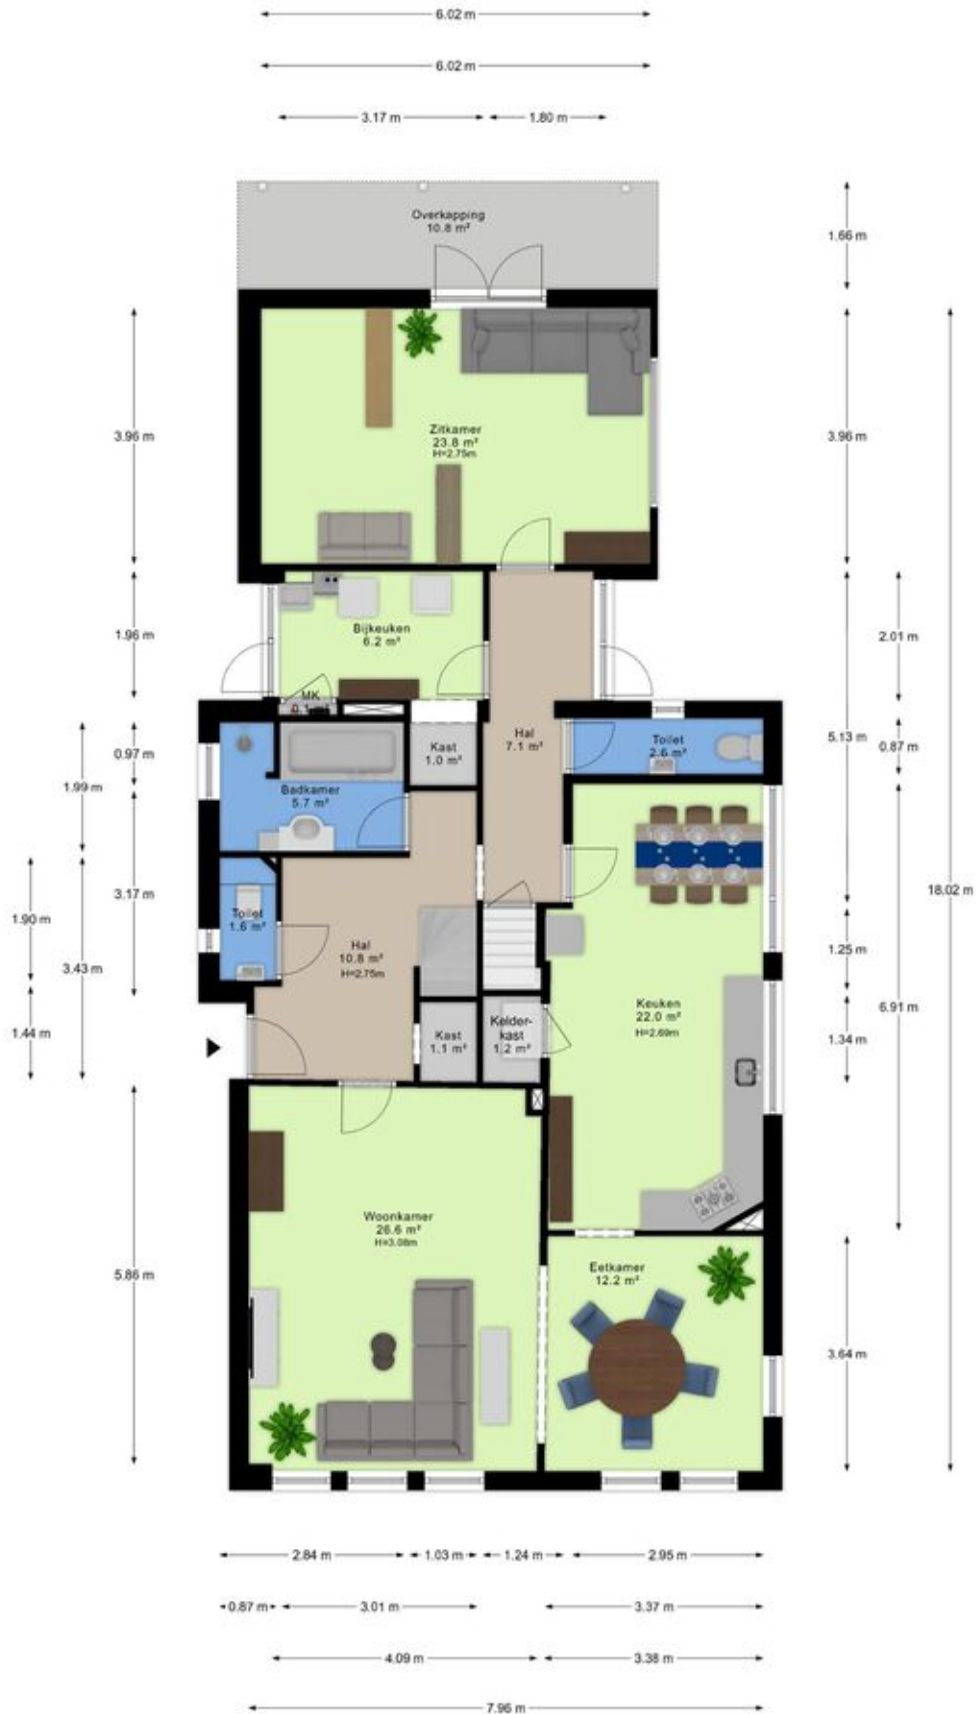 6.02 m
6.02 m
3.17 m
1.80 m
Overkapping
10.8 m²
1.66 m
3.96 m
Zitkamer
23.8 m²
H=2.75m
3.96 m
1.96 m
Bijkeuken
6.2 m²
2.01 m
MK
Hal
7.1 m²
Toilet
2.6 m²
5.13 m
0.87 m
0.97 m
1.99 m
Kast
1.0 m²
Badkamer
5.7 m²
3.17 m
18.02 m
1.90 m
Toilet
1.6 m²
3.43 m
Hal
10.8 m²
H=2.75m
1.25 m
Keuken
22.0 m²
H=2.69m
6.91 m
1.44 m
Kast
1.1 m²
Kelder-
kast
1.2 m²
1.34 m
Woonkamer
26.6 m²
H=3.08m
5.86 m
Eetkamer
12.2 m²
3.64 m
2.84 m
1.03 m
1.24 m
2.95 m
0.87 m
3.01 m
3.37 m
4.09 m
3.38 m
7.96 m